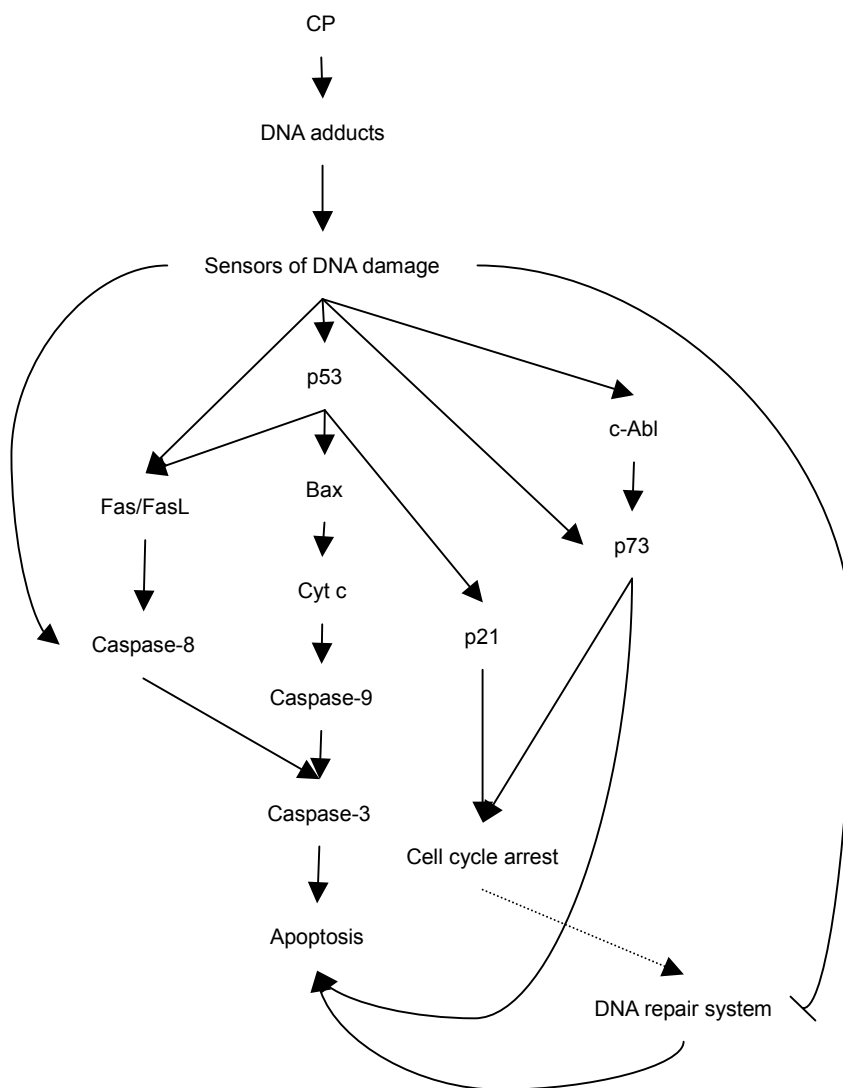 CP
DNA adducts
Sensors of DNA damage
p53
c-Abl
Fas/FasL
Bax
p73
Cyt c
Caspase-8
p21
Caspase-9
Caspase-3
Cell cycle arrest
Apoptosis
DNA repair system